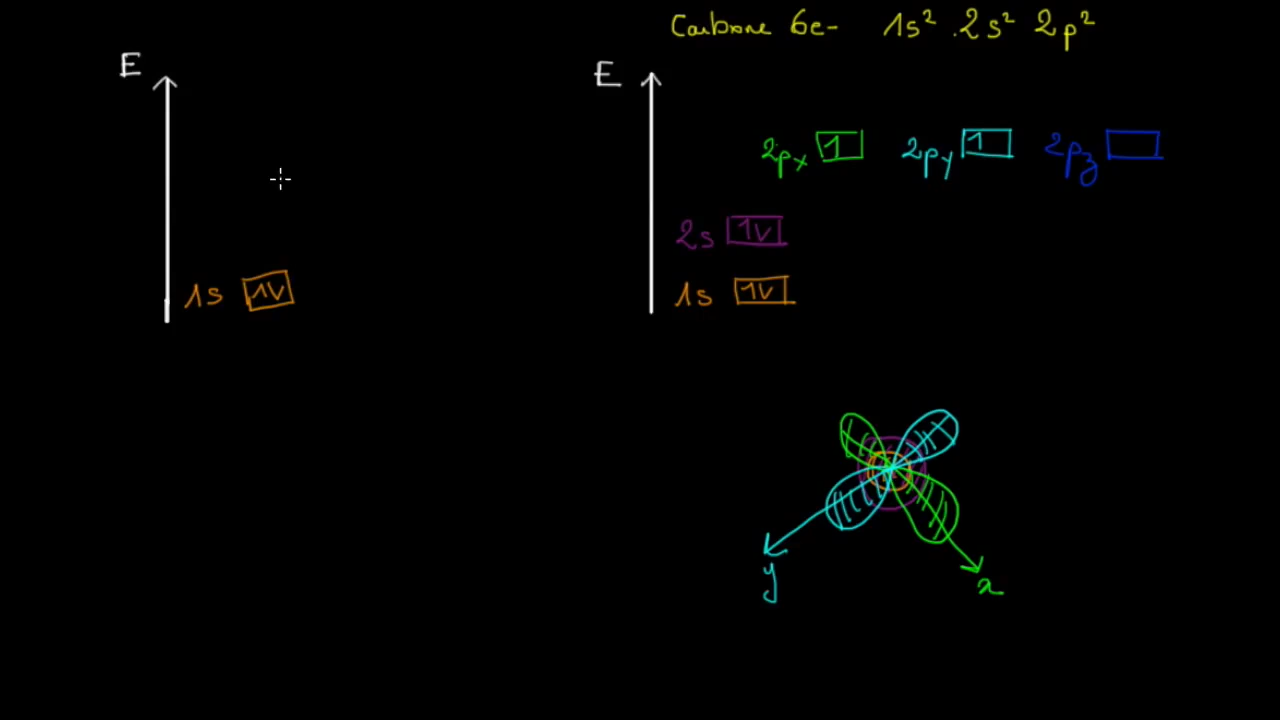 Carbone 6e- 1s² 2s² 2p²
E
E
2px 1 2py 1 2pz
2s 1v
1s 1v
1s 1v
y
x